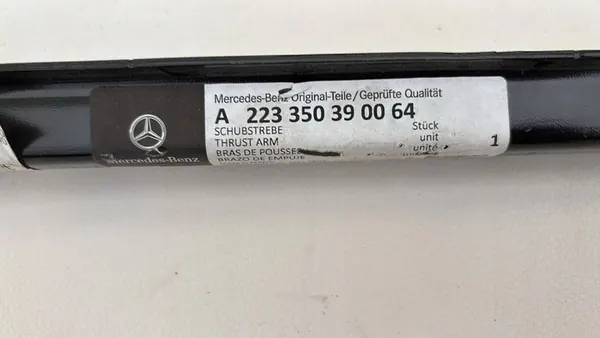 Mercedes-Benz Original-Teile/Geprüfte Qualität
A 223 350 39 00 64
SCHUBSTREBE
Stück
THRUST ARM
unit
BRAS DE POUSSE
unité
BRAZO DE EMPUJE
1
Mercedes-Benz